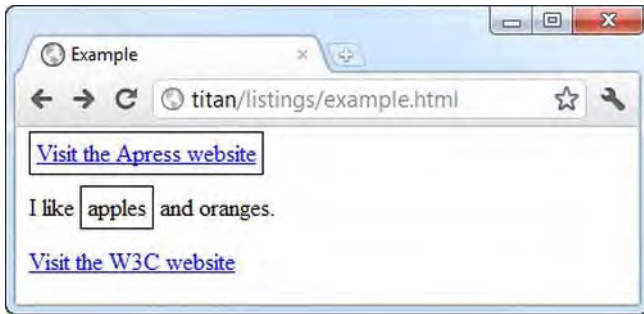 Example
titan/listings/example.html
Visit the Apress website
I like apples and oranges.
Visit the W3C website